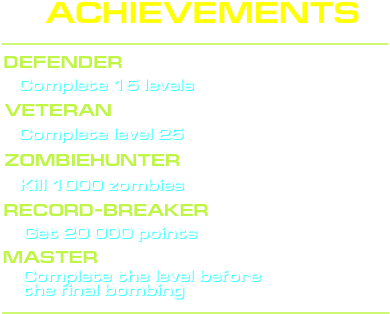 ACHIEVEMENTS
DEFENDER
Complete 15 levels
VETERAN
Complete level 25
ZOMBIEHUNTER
Kill 1000 zombies
RECORD-BREAKER
Get 20 000 points
MASTER
Complete the level before
the final bombing